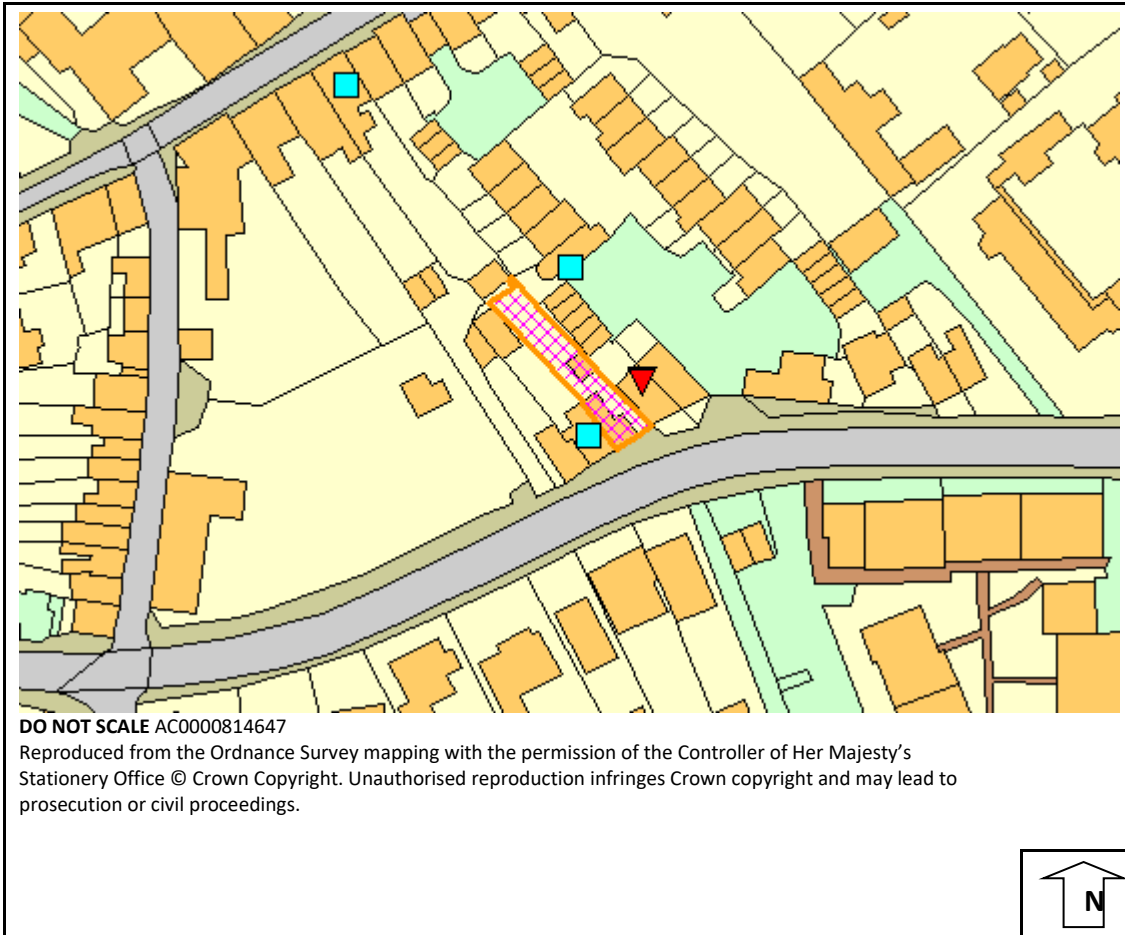 DO NOT SCALE AC0000814647
Reproduced from the Ordnance Survey mapping with the permission of the Controller of Her Majesty’s
Stationery Office © Crown Copyright. Unauthorised reproduction infringes Crown copyright and may lead to
prosecution or civil proceedings.
N